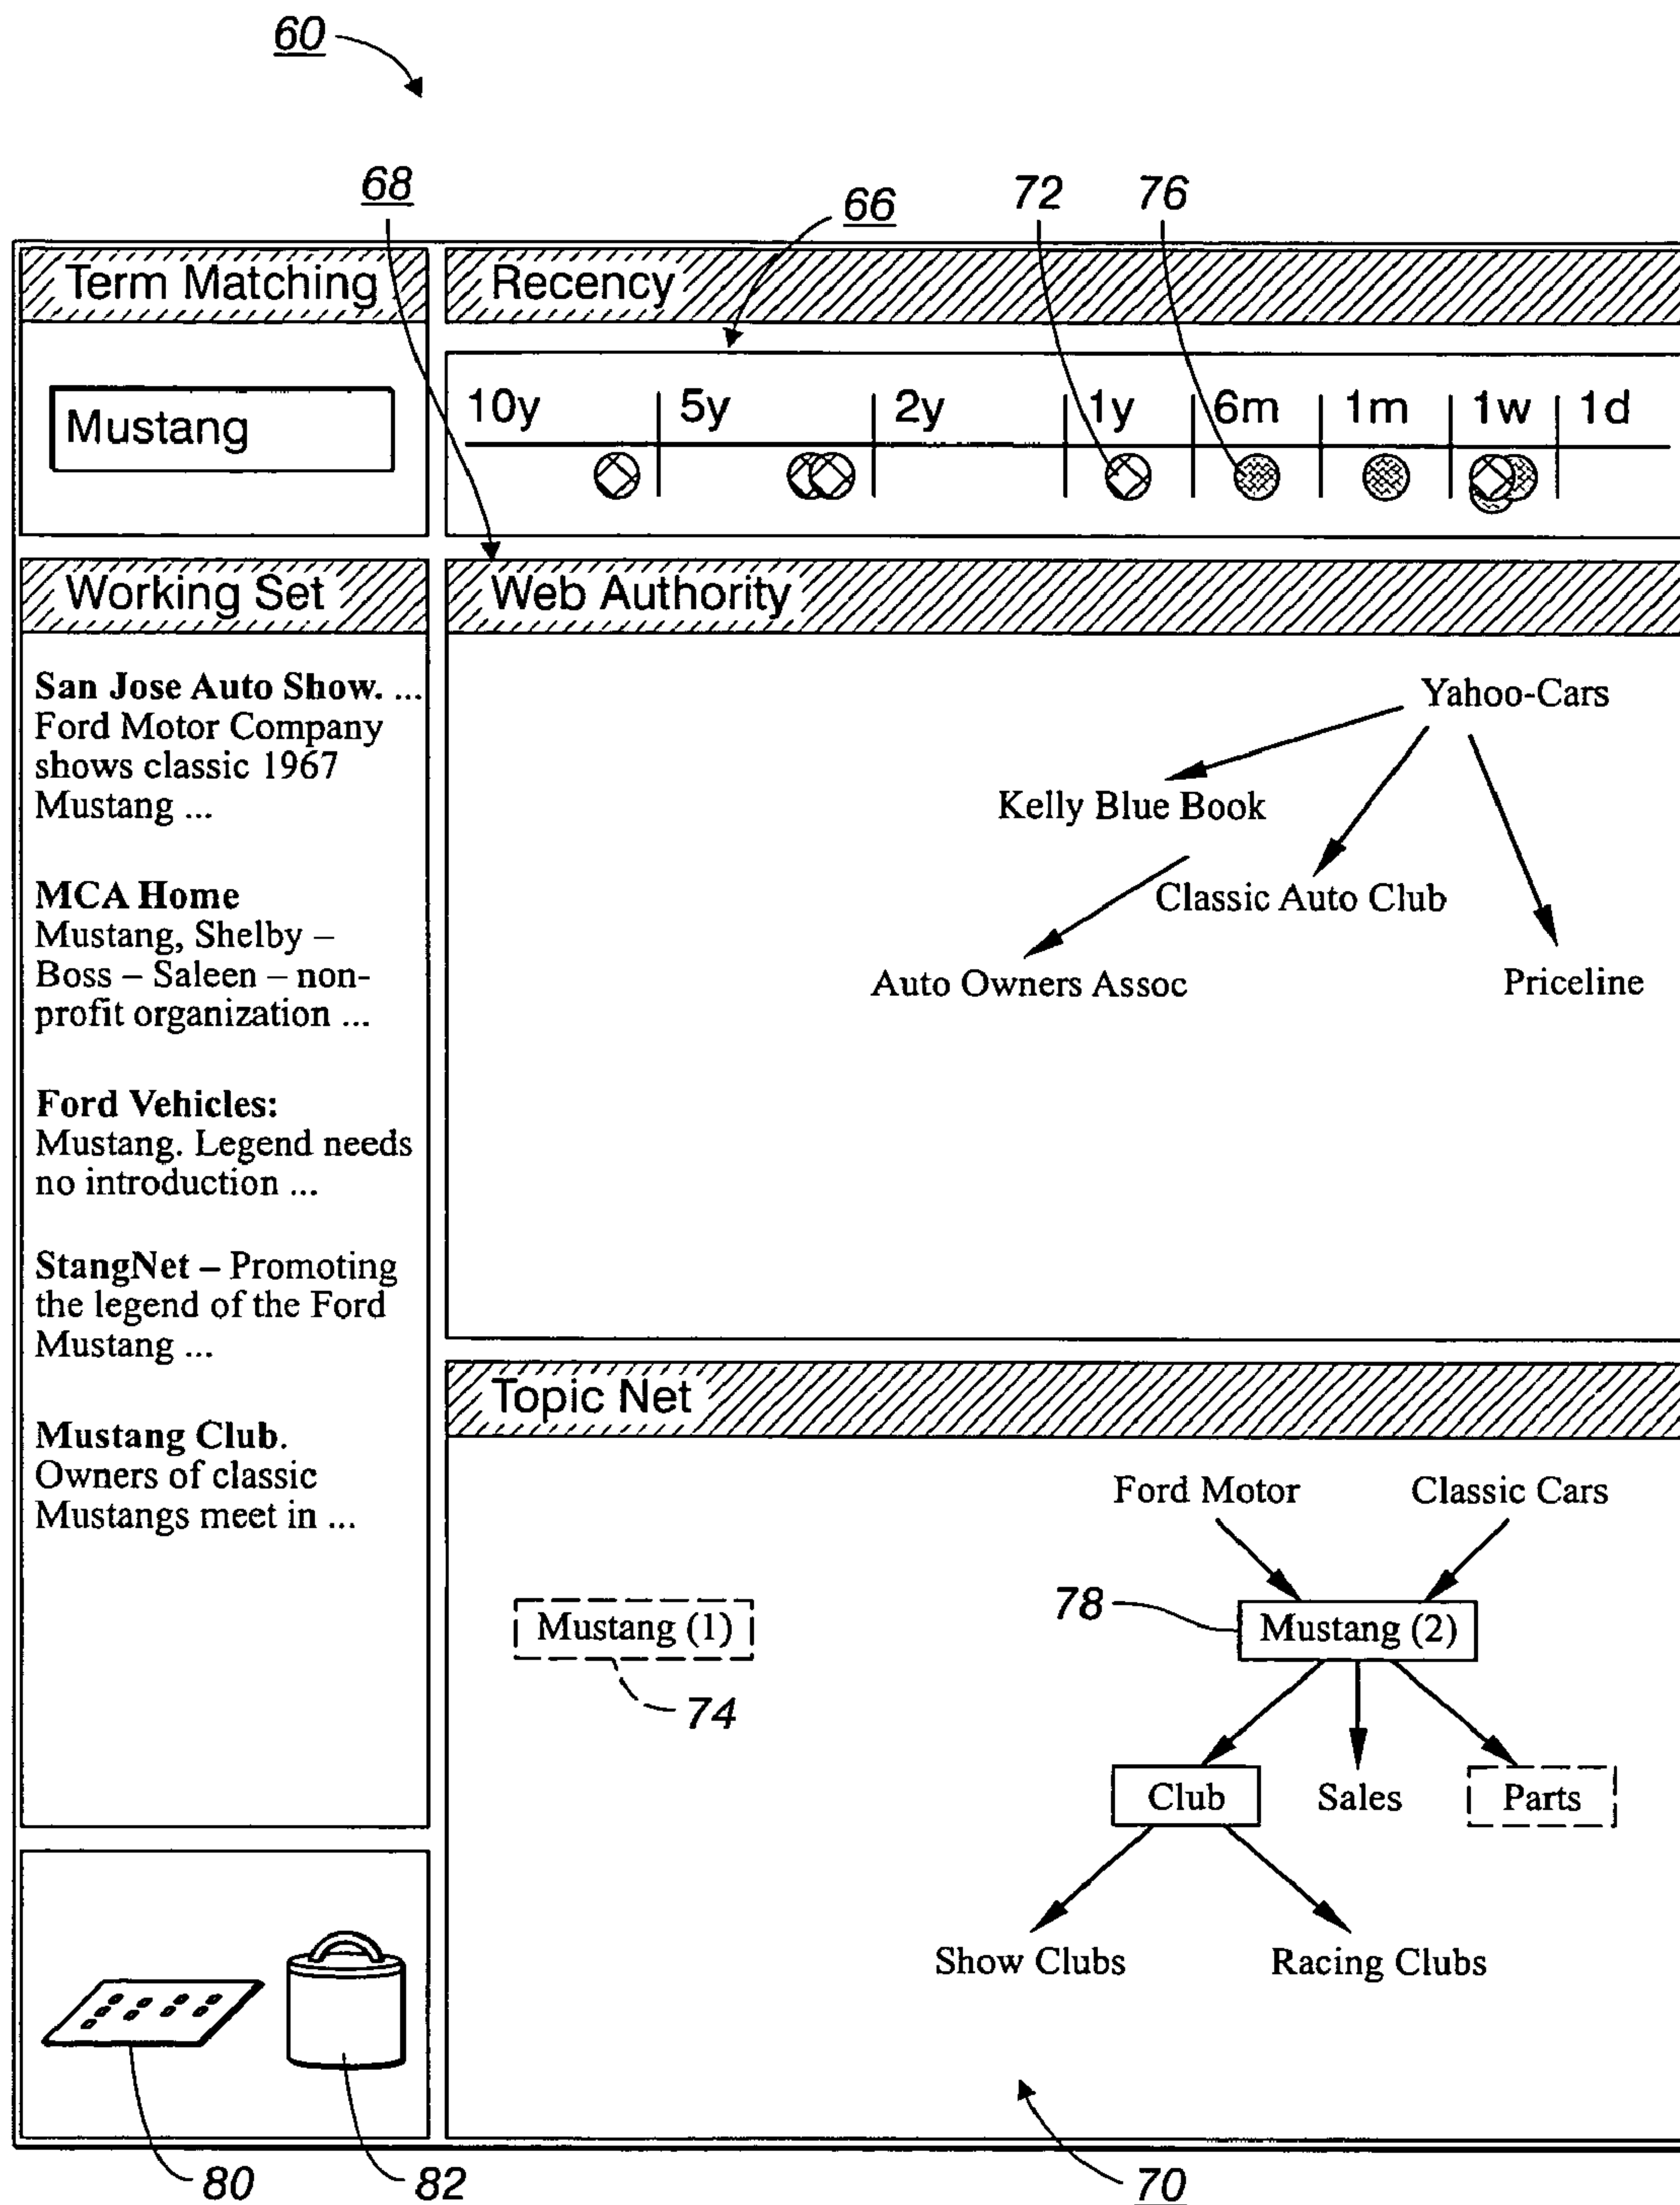 60
68
66
72
76
Term Matching
Recency
Mustang
10y
5y
2y
1y
6m
1m
1w
1d
Working Set
San Jose Auto Show. ...
Ford Motor Company
shows classic 1967
Mustang ...
MCA Home
Mustang, Shelby –
Boss – Saleen – non-
profit organization ...
Ford Vehicles:
Mustang. Legend needs
no introduction ...
StangNet – Promoting
the legend of the Ford
Mustang ...
Mustang Club.
Owners of classic
Mustangs meet in ...
Web Authority
Yahoo-Cars
Kelly Blue Book
Classic Auto Club
Auto Owners Assoc
Priceline
Topic Net
Ford Motor
Classic Cars
78
Mustang (1)
Mustang (2)
74
Club
Sales
Parts
Show Clubs
Racing Clubs
80
82
70